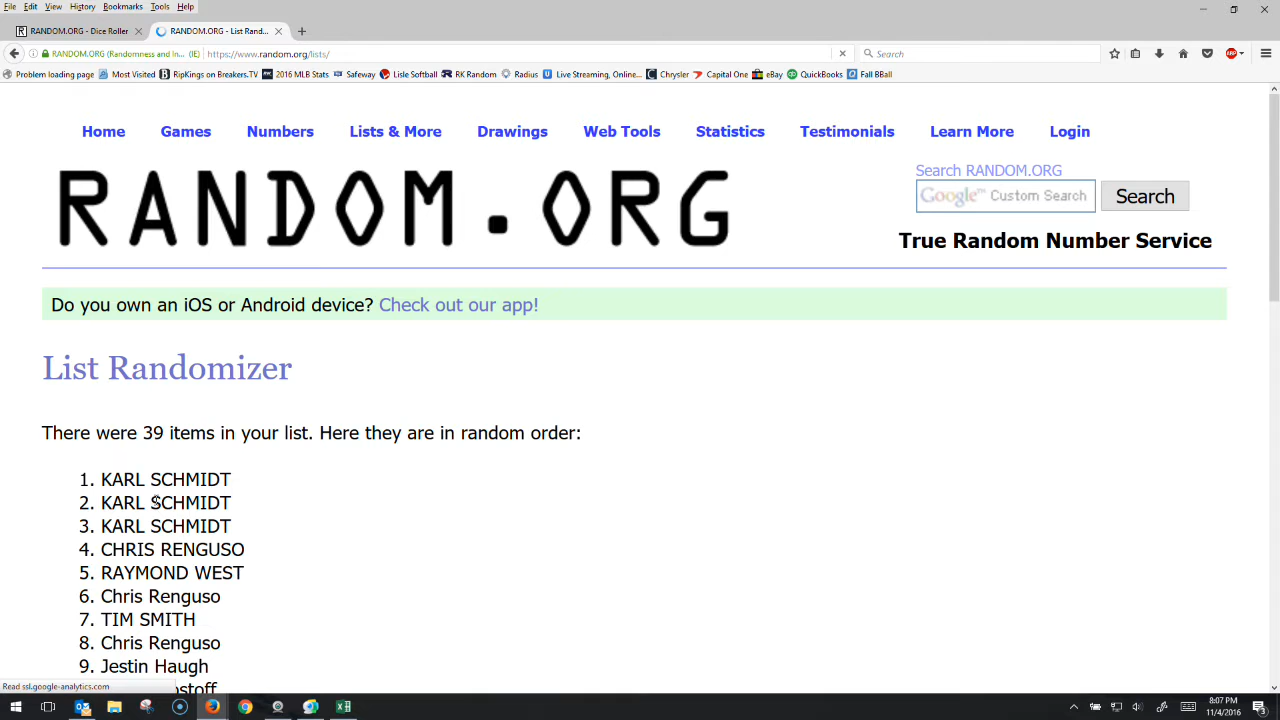 File Edit View History Bookmarks Tools Help
RANDOM.ORG - Dice Roller
RANDOM.ORG - List Rand...
RANDOM.ORG (Randomness and In... (IE) https://www.random.org/lists/
Search
Problem loading page Most Visited RipKings on Breakers.TV 2016 MLB Stats Safeway Lisle Softball RK Random Radius Live Streaming, Online... Chrysler Capital One eBay QuickBooks Fall BBall
Home Games Numbers Lists & More Drawings Web Tools Statistics Testimonials Learn More Login
RANDOM.ORG
Search RANDOM.ORG
Google™ Custom Search Search
True Random Number Service
Do you own an iOS or Android device? Check out our app!
List Randomizer
There were 39 items in your list. Here they are in random order:
1. KARL SCHMIDT
2. KARL SCHMIDT
3. KARL SCHMIDT
4. CHRIS RENGUSO
5. RAYMOND WEST
6. Chris Renguso
7. TIM SMITH
8. Chris Renguso
9. Jestin Haugh
Read ssl.google-analytics.com
8:07 PM
11/4/2016